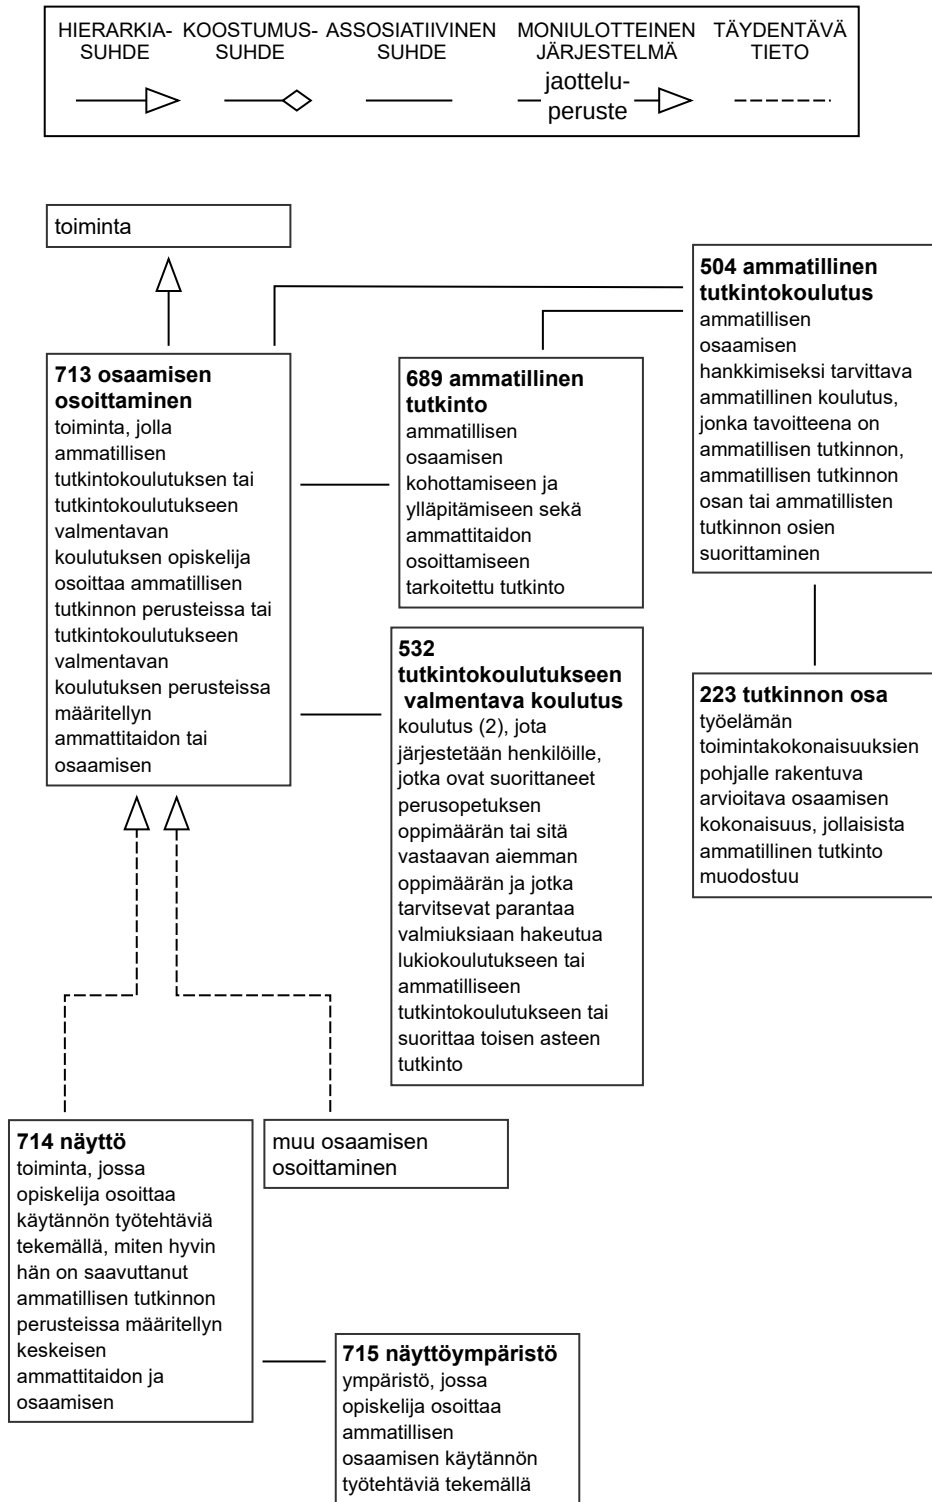 HIERARKIA-
SUHDE
KOOSTUMUS-
SUHDE
ASSOSIATIIVINEN
SUHDE
MONIULOTTEINEN
JÄRJESTELMÄ
jaottelu-
peruste
TÄYDENTÄVÄ
TIETO
toiminta
504 ammatillinen
tutkintokoulutus
ammatillisen
osaamisen
hankkimiseksi tarvittava
ammatillinen koulutus,
jonka tavoitteena on
ammatillisen tutkinnon,
ammatillisen tutkinnon
osan tai ammatillisten
tutkinnon osien
suorittaminen
713 osaamisen
osoittaminen
toiminta, jolla
ammatillisen
tutkintokoulutuksen tai
tutkintokoulutukseen
valmentavan
koulutuksen opiskelija
osoittaa ammatillisen
tutkinnon perusteissa tai
tutkintokoulutukseen
valmentavan
koulutuksen perusteissa
määritellyn
ammattitaidon tai
osaamisen
689 ammatillinen
tutkinto
ammatillisen
osaamisen
kohottamiseen ja
ylläpitämiseen sekä
ammattitaidon
osoittamiseen
tarkoitettu tutkinto
532
tutkintokoulutukseen
valmentava koulutus
koulutus (2), jota
järjestetään henkilöille,
jotka ovat suorittaneet
perusopetuksen
oppimäärän tai sitä
vastaavan aiemman
oppimäärän ja jotka
tarvitsevat parantaa
valmiuksiaan hakeutua
lukiokoulutukseen tai
ammatilliseen
tutkintokoulutukseen tai
suorittaa toisen asteen
tutkinto
223 tutkinnon osa
työelämän
toimintakokonaisuuksien
pohjalle rakentuva
arvioitava osaamisen
kokonaisuus, jollaisista
ammatillinen tutkinto
muodostuu
714 näyttö
toiminta, jossa
opiskelija osoittaa
käytännön työtehtäviä
tekemällä, miten hyvin
hän on saavuttanut
ammatillisen tutkinnon
perusteissa määritellyn
keskeisen
ammattitaidon ja
osaamisen
muu osaamisen
osoittaminen
715 näyttöympäristö
ympäristö, jossa
opiskelija osoittaa
ammatillisen
osaamisen käytännön
työtehtäviä tekemällä